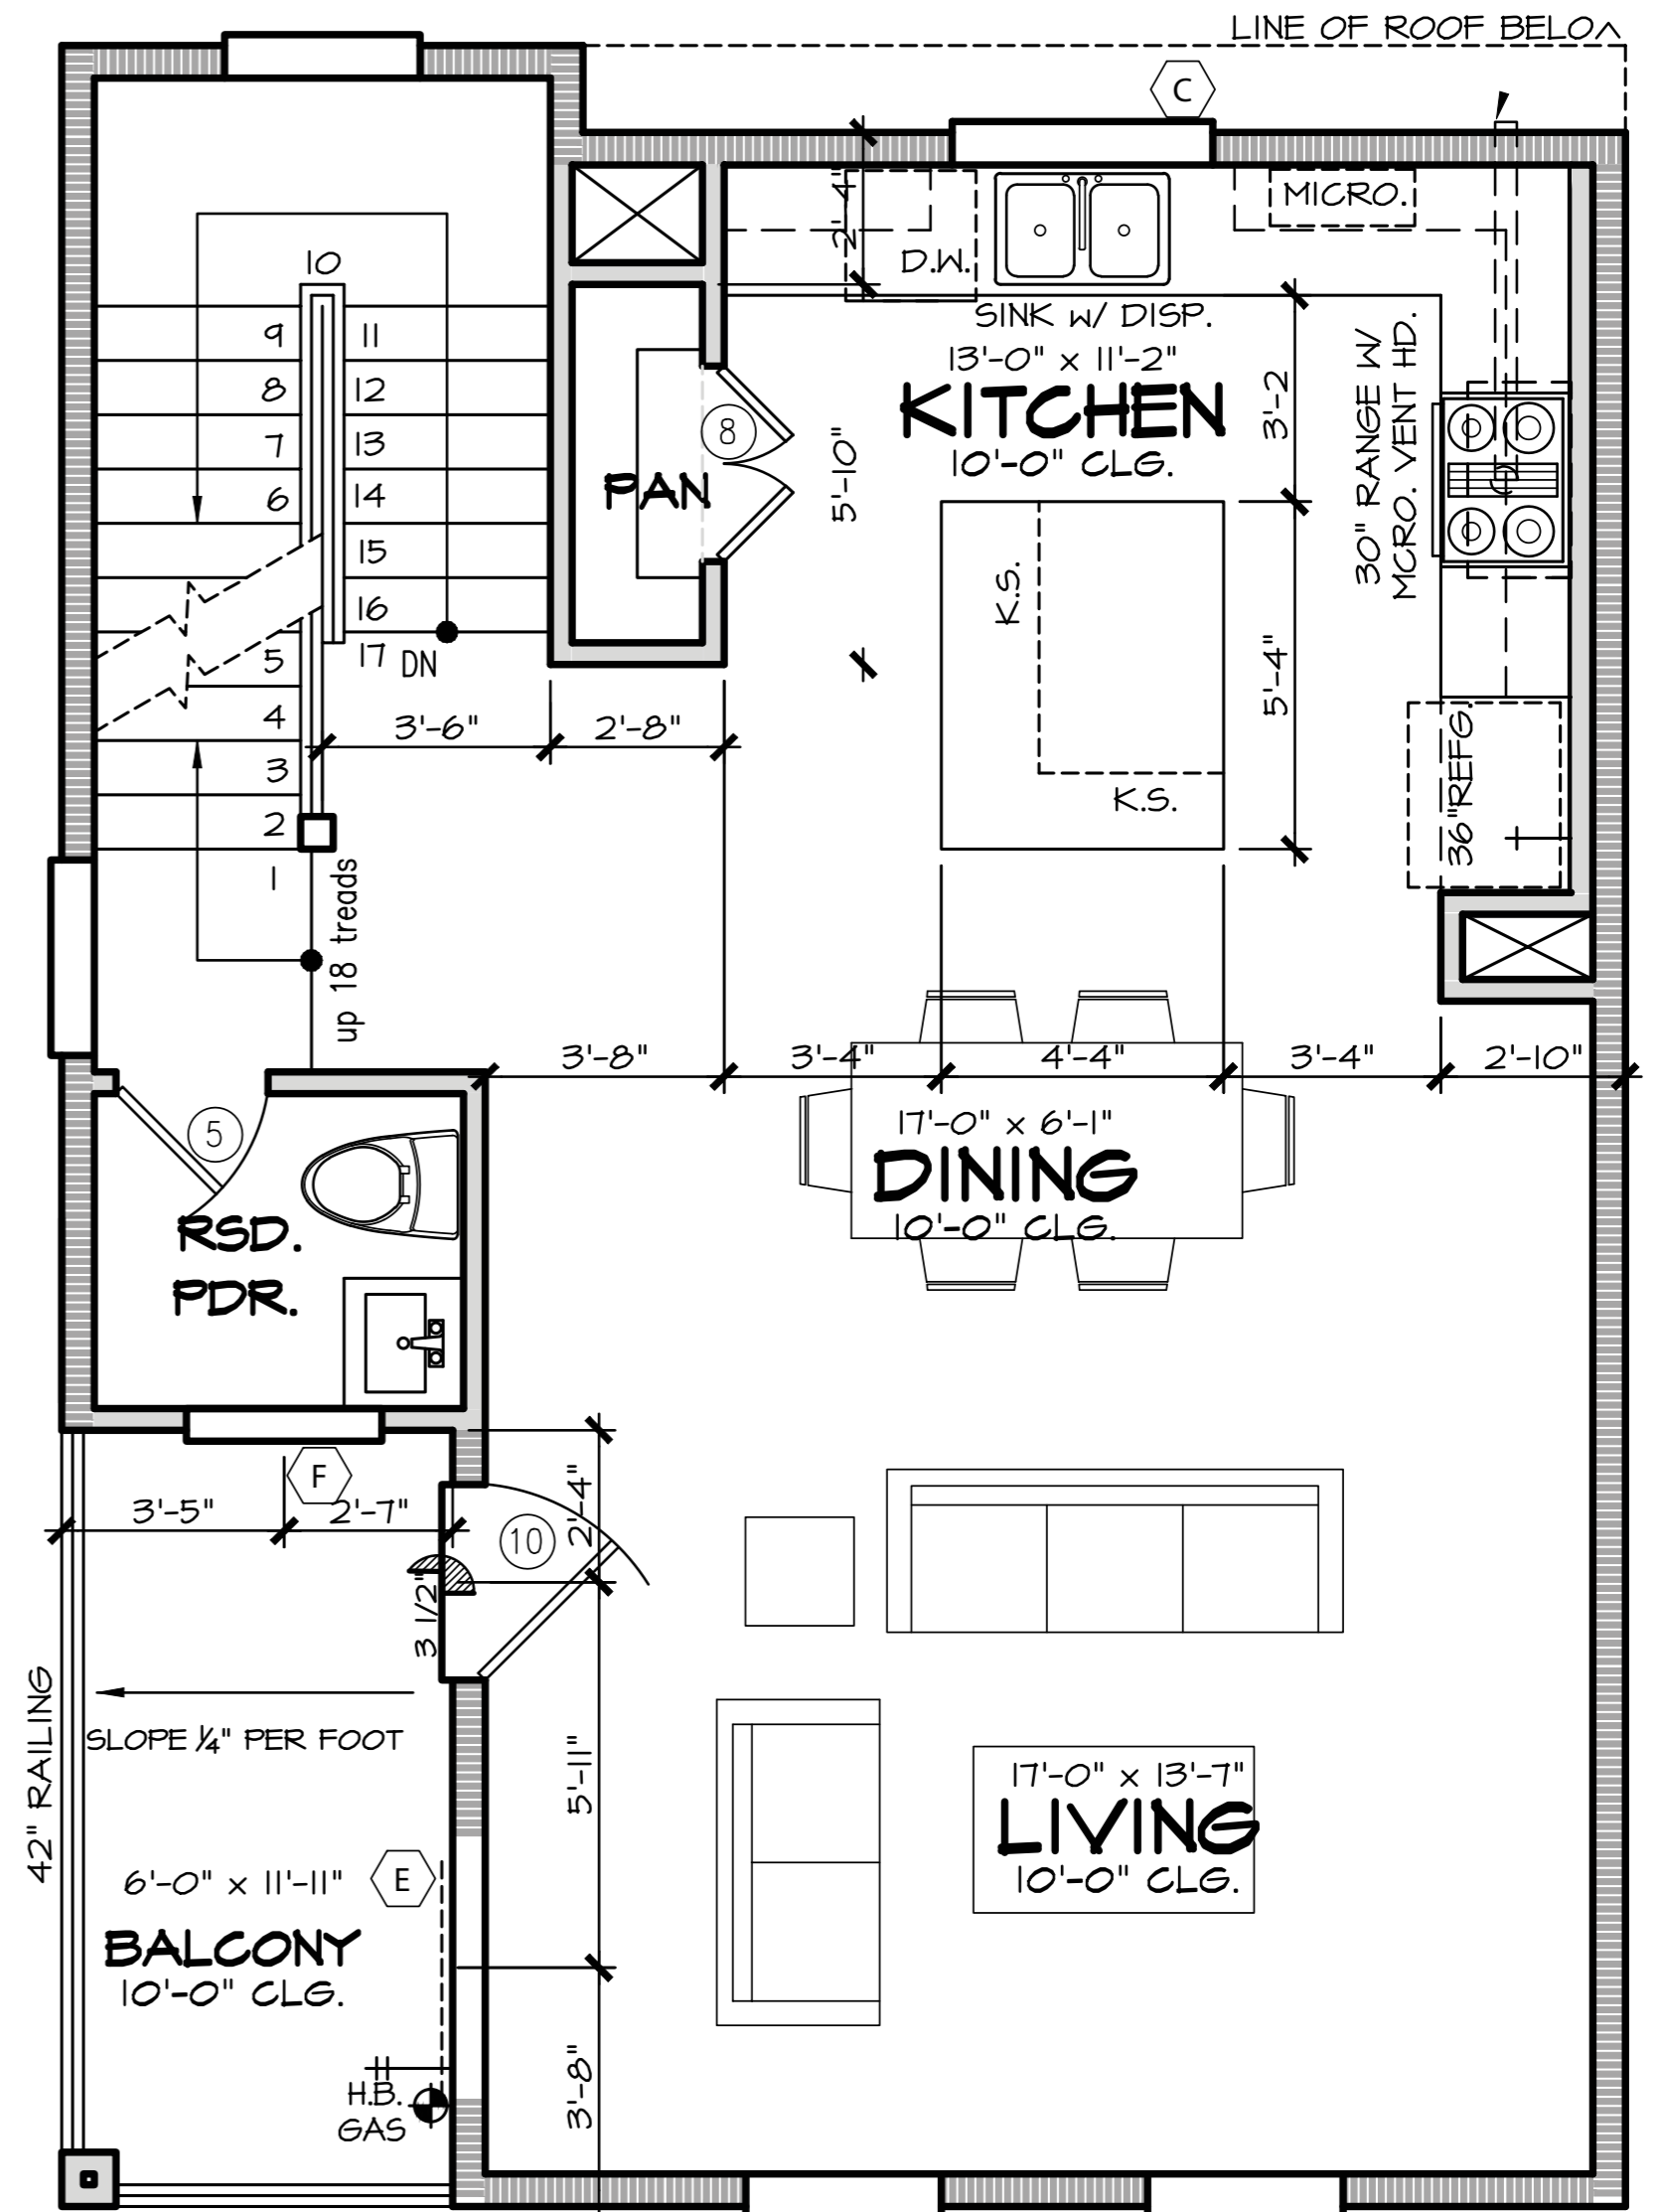 LINE OF ROOF BELO
C
2'-4"
MICRO.
D.W.
10
SINK W/ DISP.
13'-0" x 11'-2"
KITCHEN
10'-0" CLG.
9
11
8
12
7
13
6
14
15
16
5
17
DN
4
3
2
1
8
PAN
5'-10"
3'-2
30" RANGE W/
MCRO. VENT HD.
K.S.
K.S.
5'-4"
36"REFG.
3'-6"
2'-8"
up 18 treads
3'-8"
3'-4"
4'-4"
3'-4"
2'-10"
5
17'-0" x 6'-1"
DINING
10'-0" CLG.
RSD.
PDR.
F
3'-5"
2'-7"
2'-4"
10
3 1/2"
42" RAILING
SLOPE 1/4" PER FOOT
5'-11"
17'-0" x 13'-7"
LIVING
10'-0" CLG.
6'-0" x 11'-11"
E
BALCONY
10'-0" CLG.
H.B.
GAS
3'-8"